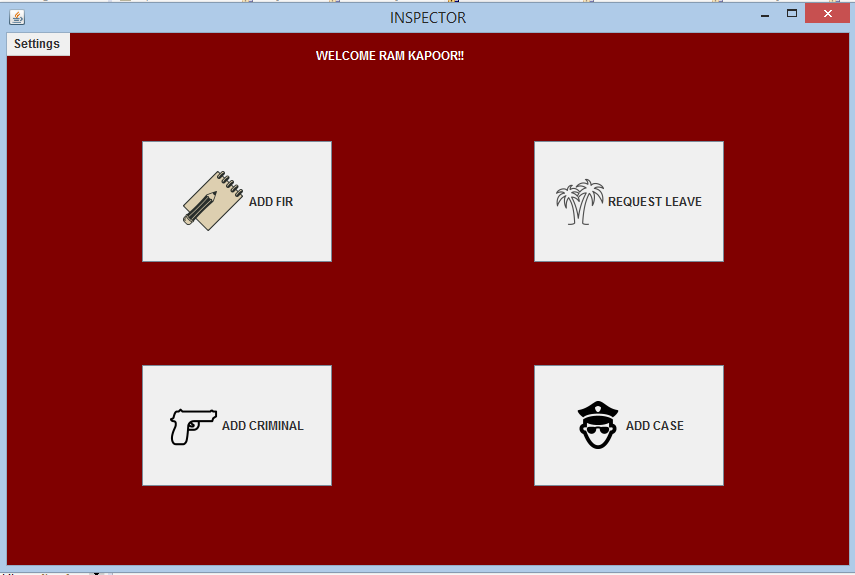 INSPECTOR
Settings
WELCOME RAM KAPOOR!!
ADD FIR
REQUEST LEAVE
ADD CRIMINAL
ADD CASE